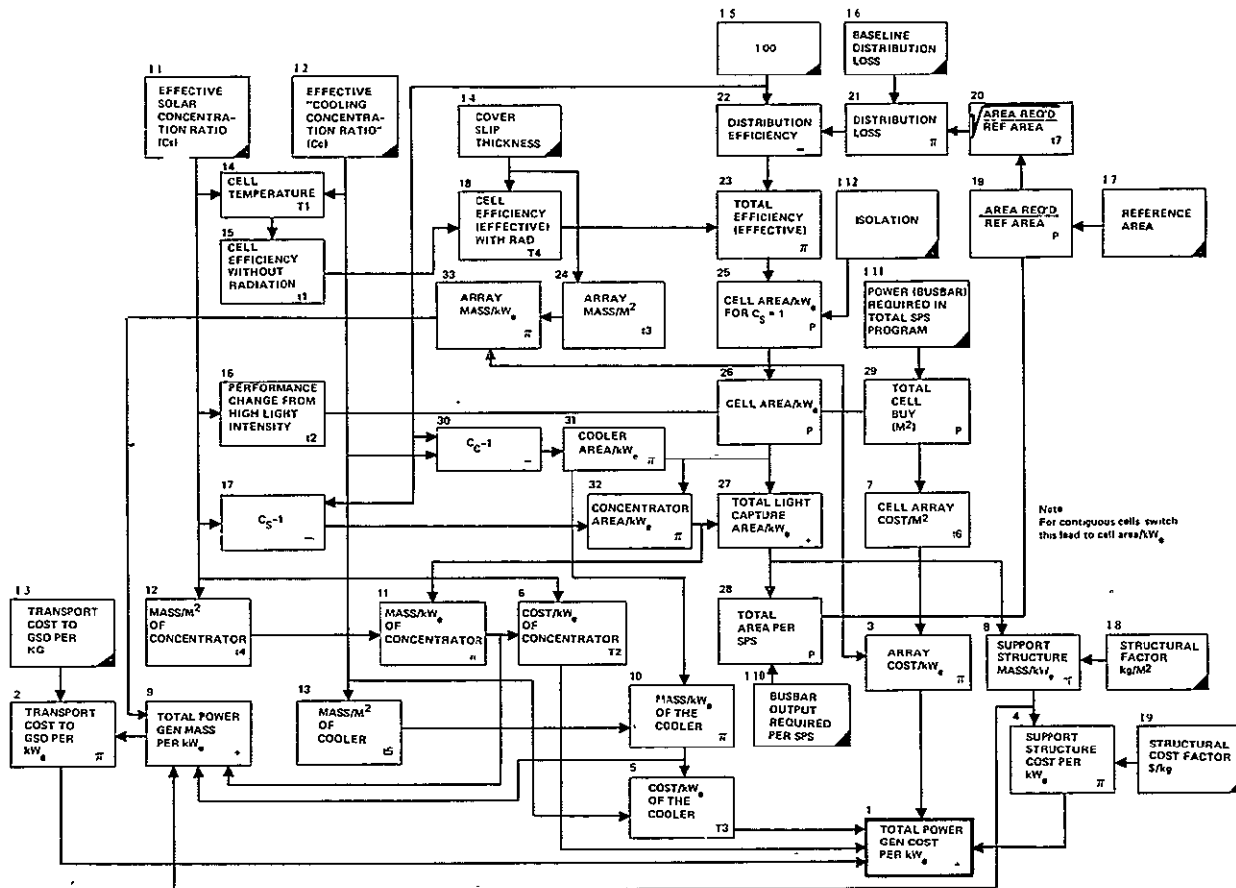 1 1
EFFECTIVE
SOLAR
CONCENTRA-
TION RATIO
(Cs)
1 2
EFFECTIVE
"COOLING
CONCENTRA-
TION RATIO"
(Cc)
1 4
COVER
SLIP
THICKNESS
1 5
100
1 6
BASELINE
DISTRIBUTION
LOSS
22
DISTRIBUTION
EFFICIENCY
–
21
DISTRIBUTION
LOSS
π
20
√AREA REQ'D
REF AREA
t7
14
CELL
TEMPERATURE
T1
18
CELL
EFFICIENCY
(EFFECTIVE)
WITH RAD
T4
23
TOTAL
EFFICIENCY
(EFFECTIVE)
π
112
ISOLATION
19
AREA REQ'D
REF AREA
P
1 7
REFERENCE
AREA
15
CELL
EFFICIENCY
WITHOUT
RADIATION
t1
33
ARRAY
MASS/kWe
π
24
ARRAY
MASS/M²
t3
25
CELL AREA/kWe
FOR CS = 1
P
111
POWER (BUSBAR)
REQUIRED IN
TOTAL SPS
PROGRAM
16
PERFORMANCE
CHANGE FROM
HIGH LIGHT
INTENSITY
t2
26
CELL AREA/kWe
P
29
TOTAL
CELL
BUY
(M²)
P
30
CC-1
–
31
COOLER
AREA/kWe
π
17
CS-1
–
32
CONCENTRATOR
AREA/kWe
π
27
TOTAL LIGHT
CAPTURE
AREA/kWe
+
7
CELL ARRAY
COST/M²
t6
Note
For contiguous cells switch
this lead to cell area/kWe
1 3
TRANSPORT
COST TO
GSO PER
KG
12
MASS/M²
OF
CONCENTRATOR
t4
11
MASS/kWe
OF
CONCENTRATOR
π
6
COST/kWe
OF
CONCENTRATOR
T2
28
TOTAL
AREA PER
SPS
P
3
ARRAY
COST/kWe
π
8
SUPPORT
STRUCTURE
MASS/kWe
π
1 8
STRUCTURAL
FACTOR
kg/M²
2
TRANSPORT
COST TO
GSO PER
kWe
π
9
TOTAL POWER
GEN MASS
PER kWe
+
13
MASS/M²
OF
COOLER
t5
10
MASS/kWe
OF THE
COOLER
π
1 10
BUSBAR
OUTPUT
REQUIRED
PER SPS
4
SUPPORT
STRUCTURE
COST PER
kWe
π
1 9
STRUCTURAL
COST FACTOR
$/kg
5
COST/kWe
OF THE
COOLER
T3
1
TOTAL POWER
GEN COST
PER kWe
+